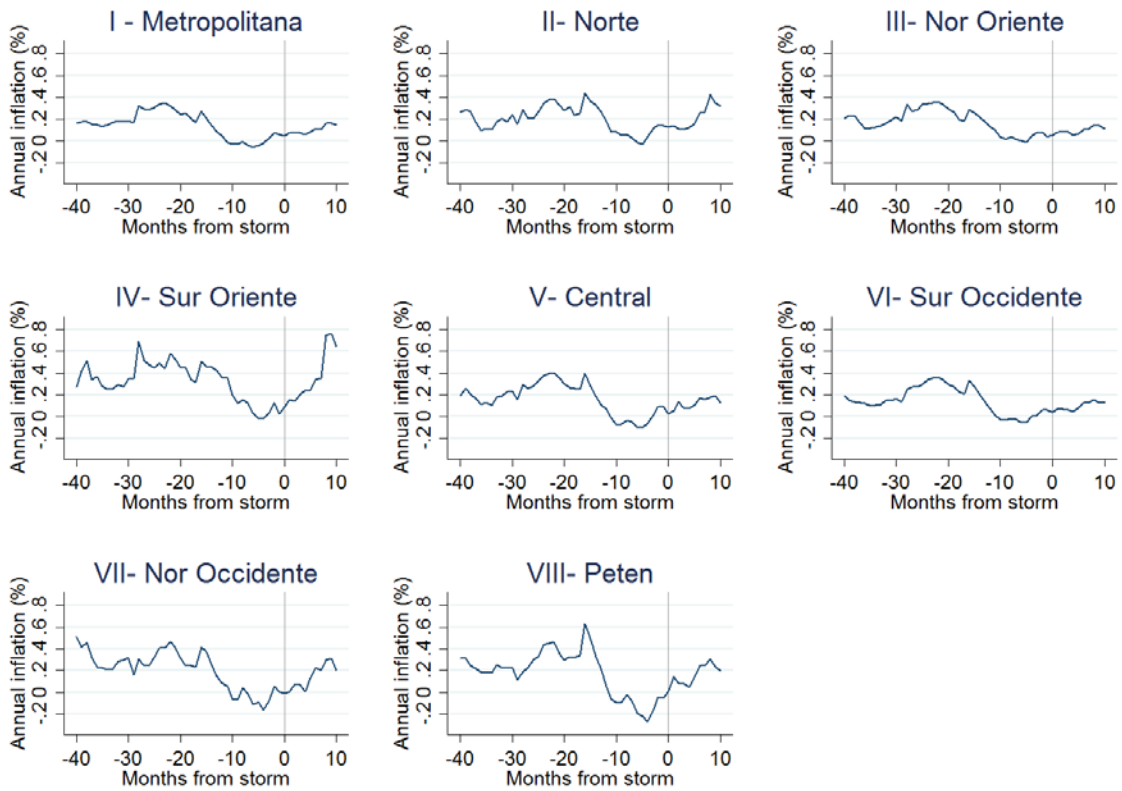 I - Metropolitana
II- Norte
III- Nor Oriente
Annual inflation (%)
-.2 0 .2 .4 .6 .8
-40 -30 -20 -10 0 10
Months from storm
Annual inflation (%)
-.2 0 .2 .4 .6 .8
-40 -30 -20 -10 0 10
Months from storm
Annual inflation (%)
-.2 0 .2 .4 .6 .8
-40 -30 -20 -10 0 10
Months from storm
IV- Sur Oriente
V- Central
VI- Sur Occidente
Annual inflation (%)
-.2 0 .2 .4 .6 .8
-40 -30 -20 -10 0 10
Months from storm
Annual inflation (%)
-.2 0 .2 .4 .6 .8
-40 -30 -20 -10 0 10
Months from storm
Annual inflation (%)
-.2 0 .2 .4 .6 .8
-40 -30 -20 -10 0 10
Months from storm
VII- Nor Occidente
VIII- Peten
Annual inflation (%)
-.2 0 .2 .4 .6 .8
-40 -30 -20 -10 0 10
Months from storm
Annual inflation (%)
-.2 0 .2 .4 .6 .8
-40 -30 -20 -10 0 10
Months from storm